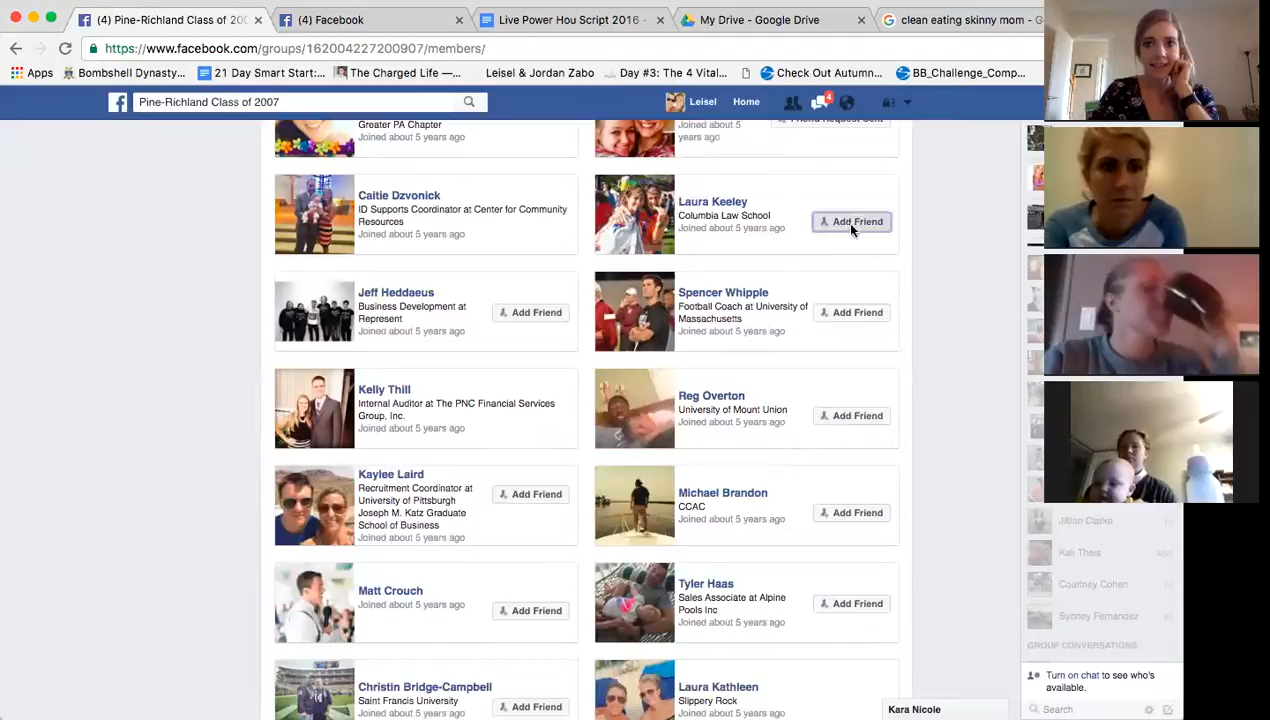 (4) Pine-Richland Class of 200
(4) Facebook
Live Power Hou Script 2016 -
My Drive - Google Drive
clean eating skinny mom - G
https://www.facebook.com/groups/162004227200907/members/
Apps
Bombshell Dynasty...
21 Day Smart Start:...
The Charged Life —...
Leisel & Jordan Zabo
Day #3: The 4 Vital...
Check Out Autumn...
BB_Challenge_Comp...
Pine-Richland Class of 2007
Leisel
Home
4
Greater PA Chapter
Joined about 5 years ago
Joined about 5
years ago
Friend Request Sent
Caitie Dzvonick
ID Supports Coordinator at Center for Community
Resources
Joined about 5 years ago
Laura Keeley
Columbia Law School
Joined about 5 years ago
Add Friend
Jeff Heddaeus
Business Development at
Represent
Joined about 5 years ago
Add Friend
Spencer Whipple
Football Coach at University of
Massachusetts
Joined about 5 years ago
Add Friend
Kelly Thill
Internal Auditor at The PNC Financial Services
Group, Inc.
Joined about 5 years ago
Reg Overton
University of Mount Union
Joined about 5 years ago
Add Friend
Kaylee Laird
Recruitment Coordinator at
University of Pittsburgh
Joseph M. Katz Graduate
School of Business
Joined about 5 years ago
Add Friend
Michael Brandon
CCAC
Joined about 5 years ago
Add Friend
Matt Crouch
Joined about 5 years ago
Add Friend
Tyler Haas
Sales Associate at Alpine
Pools Inc
Joined about 5 years ago
Add Friend
Christin Bridge-Campbell
Saint Francis University
Joined about 5 years ago
Add Friend
Laura Kathleen
Slippery Rock
Joined about 5 years ago
Kara Nicole
Jillian Clarke
Kali Theis
Courtney Cohen
Sydney Fernandez
GROUP CONVERSATIONS
Turn on chat to see who's
available.
Search